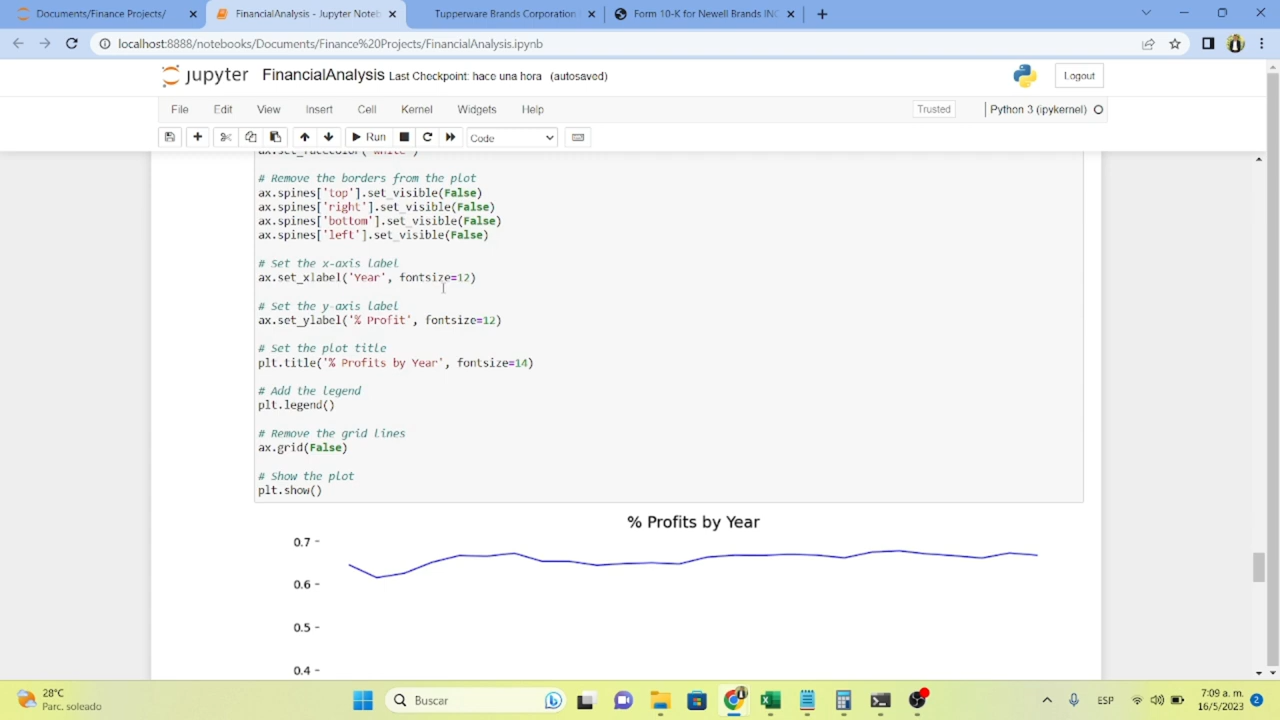 Documents/Finance Projects/
FinancialAnalysis - Jupyter Noteb
Tupperware Brands Corporation
Form 10-K for Newell Brands INC
localhost:8888/notebooks/Documents/Finance%20Projects/FinancialAnalysis.ipynb
jupyter FinancialAnalysis Last Checkpoint: hace una hora (autosaved)
Logout
File Edit View Insert Cell Kernel Widgets Help
Trusted
Python 3 (ipykernel)
Run
Code
# Remove the borders from the plot
ax.spines['top'].set_visible(False)
ax.spines['right'].set_visible(False)
ax.spines['bottom'].set_visible(False)
ax.spines['left'].set_visible(False)
# Set the x-axis label
ax.set_xlabel('Year', fontsize=12)
# Set the y-axis label
ax.set_ylabel('% Profit', fontsize=12)
# Set the plot title
plt.title('% Profits by Year', fontsize=14)
# Add the legend
plt.legend()
# Remove the grid lines
ax.grid(False)
# Show the plot
plt.show()
% Profits by Year
0.7
0.6
0.5
0.4
28°C
Parc. soleado
Buscar
ESP
7:09 a. m.
16/5/2023
2